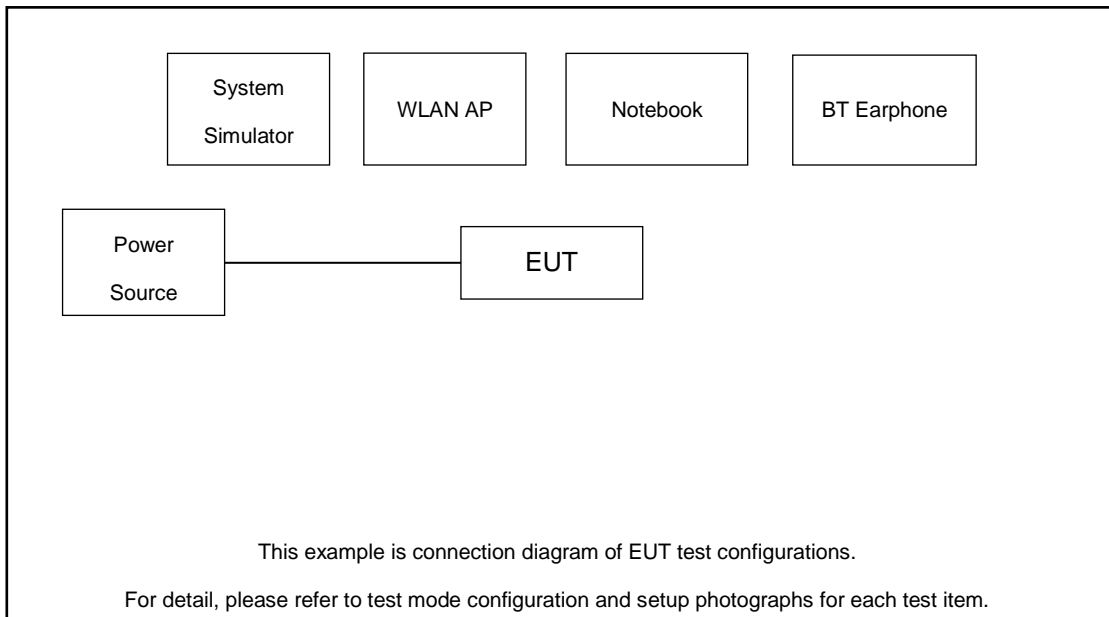 System
Simulator
WLAN AP
Notebook
BT Earphone
Power
Source
EUT
This example is connection diagram of EUT test configurations.
For detail, please refer to test mode configuration and setup photographs for each test item.